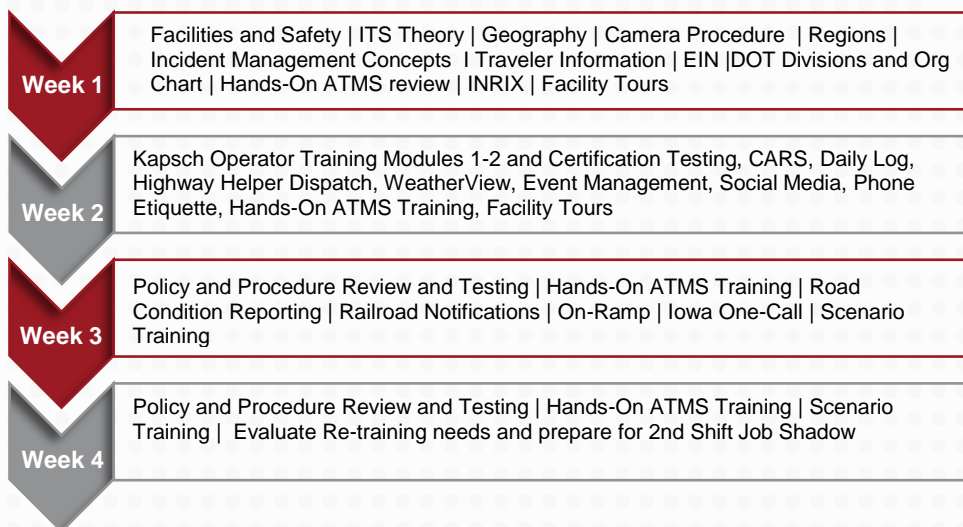 Week 1
Facilities and Safety | ITS Theory | Geography | Camera Procedure | Regions |
Incident Management Concepts I Traveler Information | EIN |DOT Divisions and Org
Chart | Hands-On ATMS review | INRIX | Facility Tours
Week 2
Kapsch Operator Training Modules 1-2 and Certification Testing, CARS, Daily Log,
Highway Helper Dispatch, WeatherView, Event Management, Social Media, Phone
Etiquette, Hands-On ATMS Training, Facility Tours
Week 3
Policy and Procedure Review and Testing | Hands-On ATMS Training | Road
Condition Reporting | Railroad Notifications | On-Ramp | Iowa One-Call | Scenario
Training
Week 4
Policy and Procedure Review and Testing | Hands-On ATMS Training | Scenario
Training | Evaluate Re-training needs and prepare for 2nd Shift Job Shadow